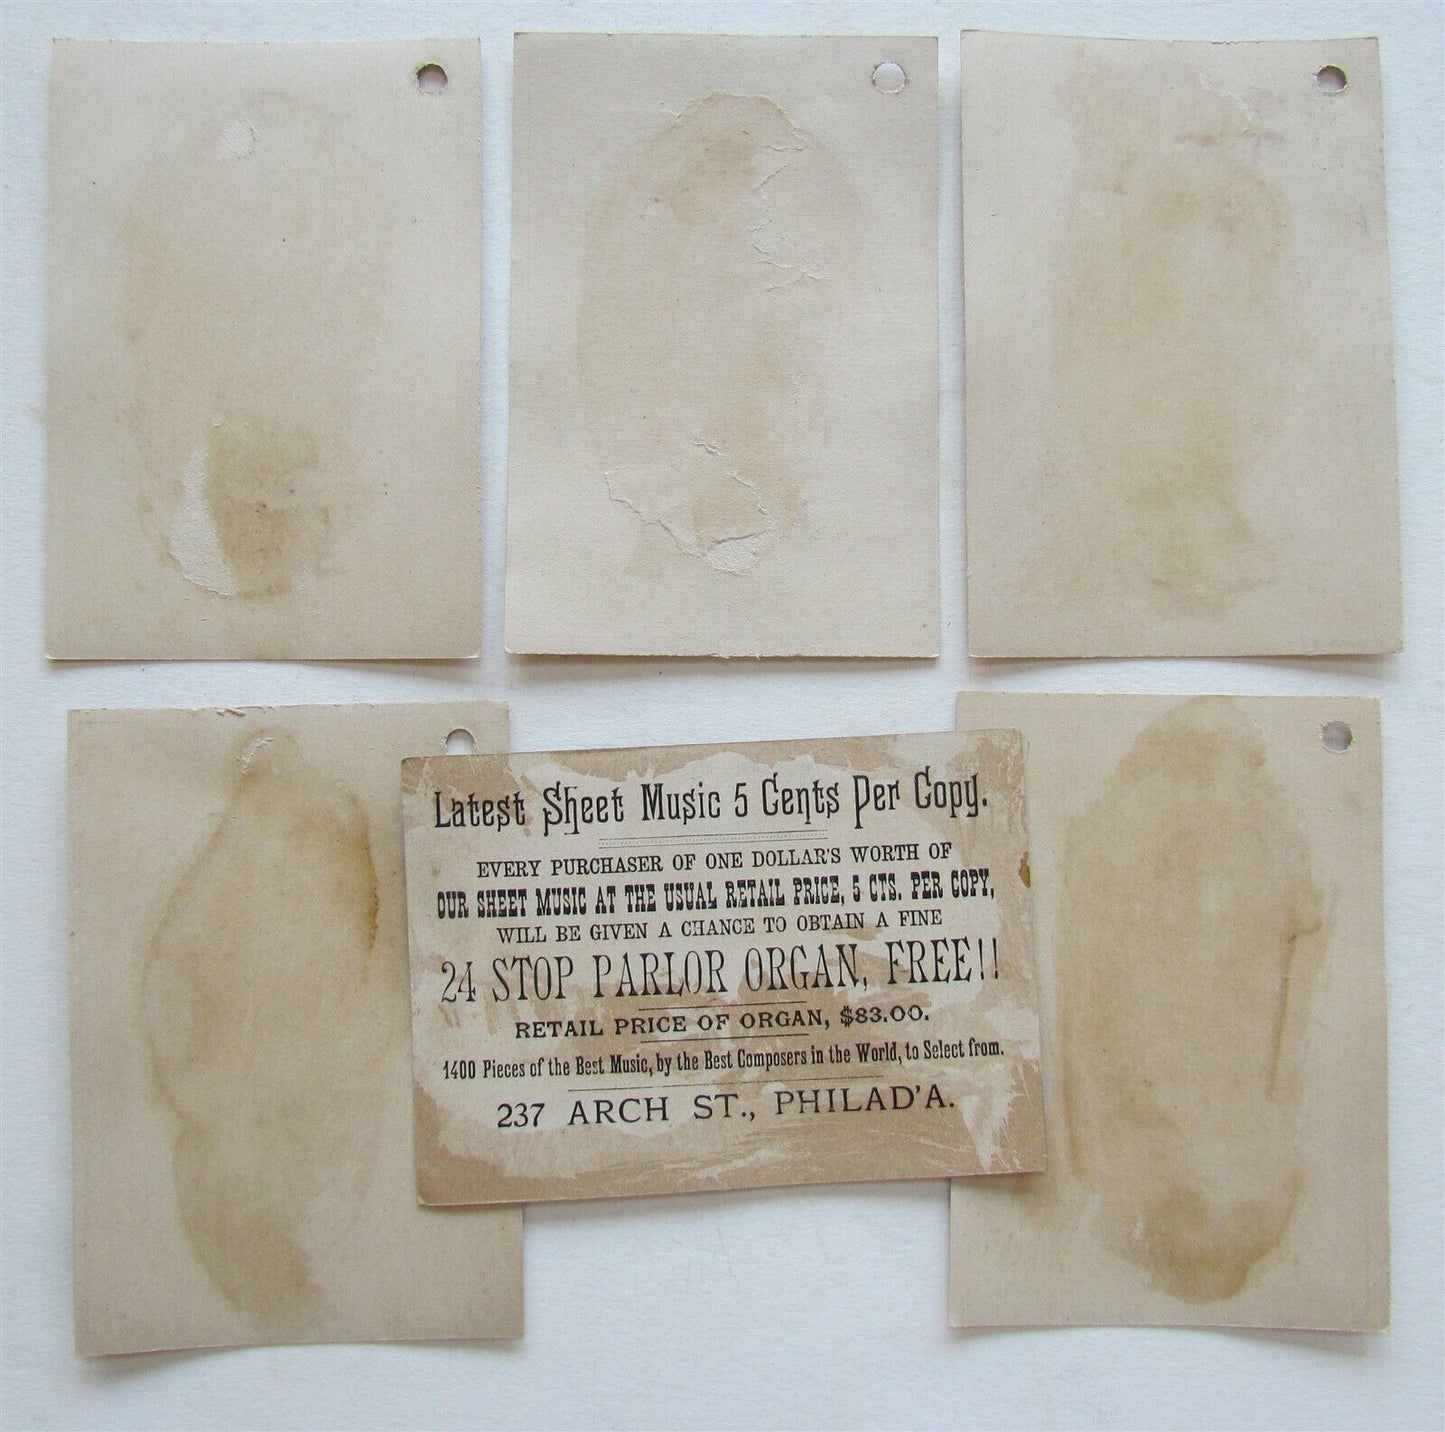 Latest Sheet Music 5 Cents Per Copy.
EVERY PURCHASER OF ONE DOLLAR'S WORTH OF
OUR SHEET MUSIC AT THE USUAL RETAIL PRICE, 5 CTS. PER COPY,
WILL BE GIVEN A CHANCE TO OBTAIN A FINE
24 STOP PARLOR ORGAN, FREE!!
RETAIL PRICE OF ORGAN, $83.00.
1400 Pieces of the Best Music, by the Best Composers in the World, to Select from.
237 ARCH ST., PHILAD'A.